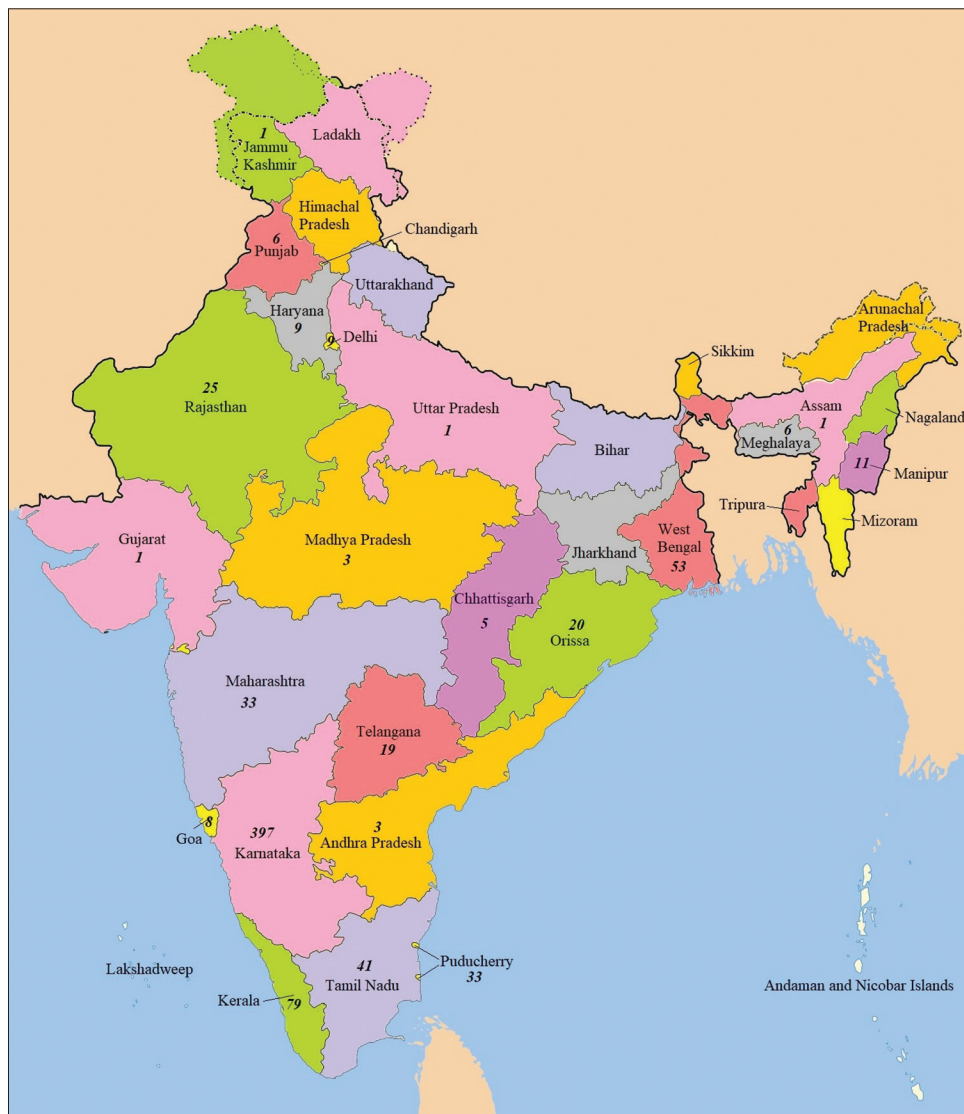 1
Jammu
Kashmir
Ladakh
Himachal
Pradesh
Chandigarh
6
Punjab
Uttarakhand
Haryana
9
9
Delhi
Arunachal
Pradesh
Sikkim
25
Rajasthan
Uttar Pradesh
1
Assam
1
Nagaland
6
Meghalaya
Bihar
11
Manipur
Tripura
Mizoram
Gujarat
1
Madhya Pradesh
3
Jharkhand
West
Bengal
53
Chhattisgarh
5
20
Orissa
Maharashtra
33
Telangana
19
8
Goa
397
Karnataka
3
Andhra Pradesh
Lakshadweep
41
Tamil Nadu
Puducherry
33
Kerala
79
Andaman and Nicobar Islands